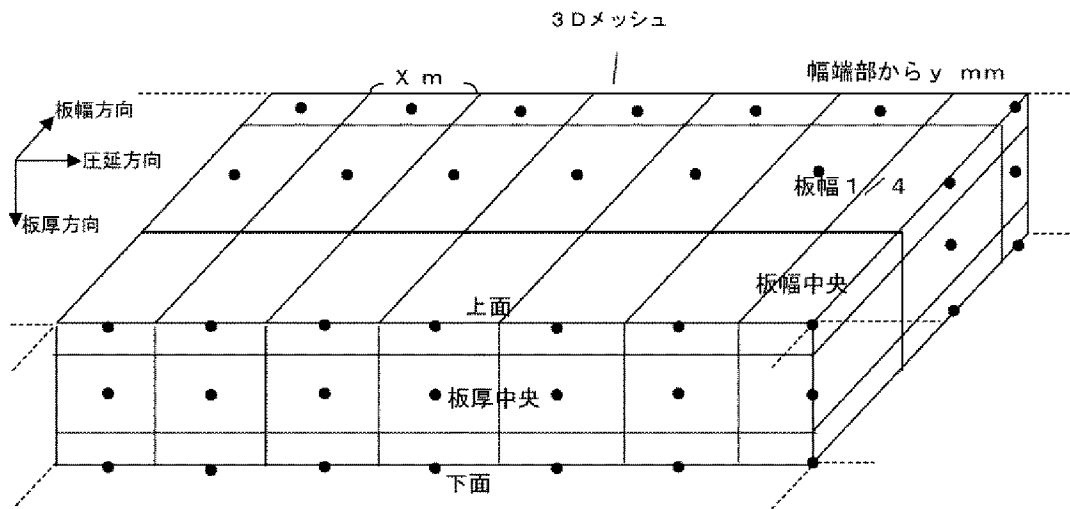 ３Ｄメッシュ
Ｘ ｍ
幅端部からｙ ｍｍ
板幅方向
圧延方向
板厚方向
板幅１／４
板幅中央
上面
板厚中央
下面